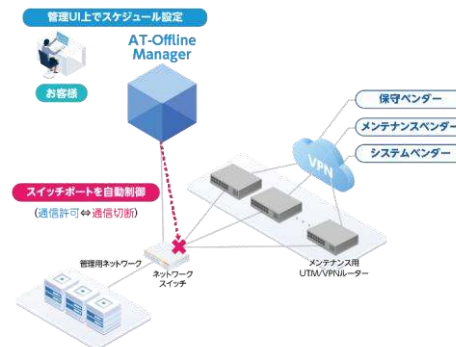 管理UI上でスケジュール設定
AT-Offline
Manager
お客様
保守ベンダー
メンテナンスベンダー
システムベンダー
VPN
スイッチポートを自動制御
(通信許可⇔通信切断)
管理用ネットワーク
ネットワーク
スイッチ
メンテナンス用
UTM/VPNルーター